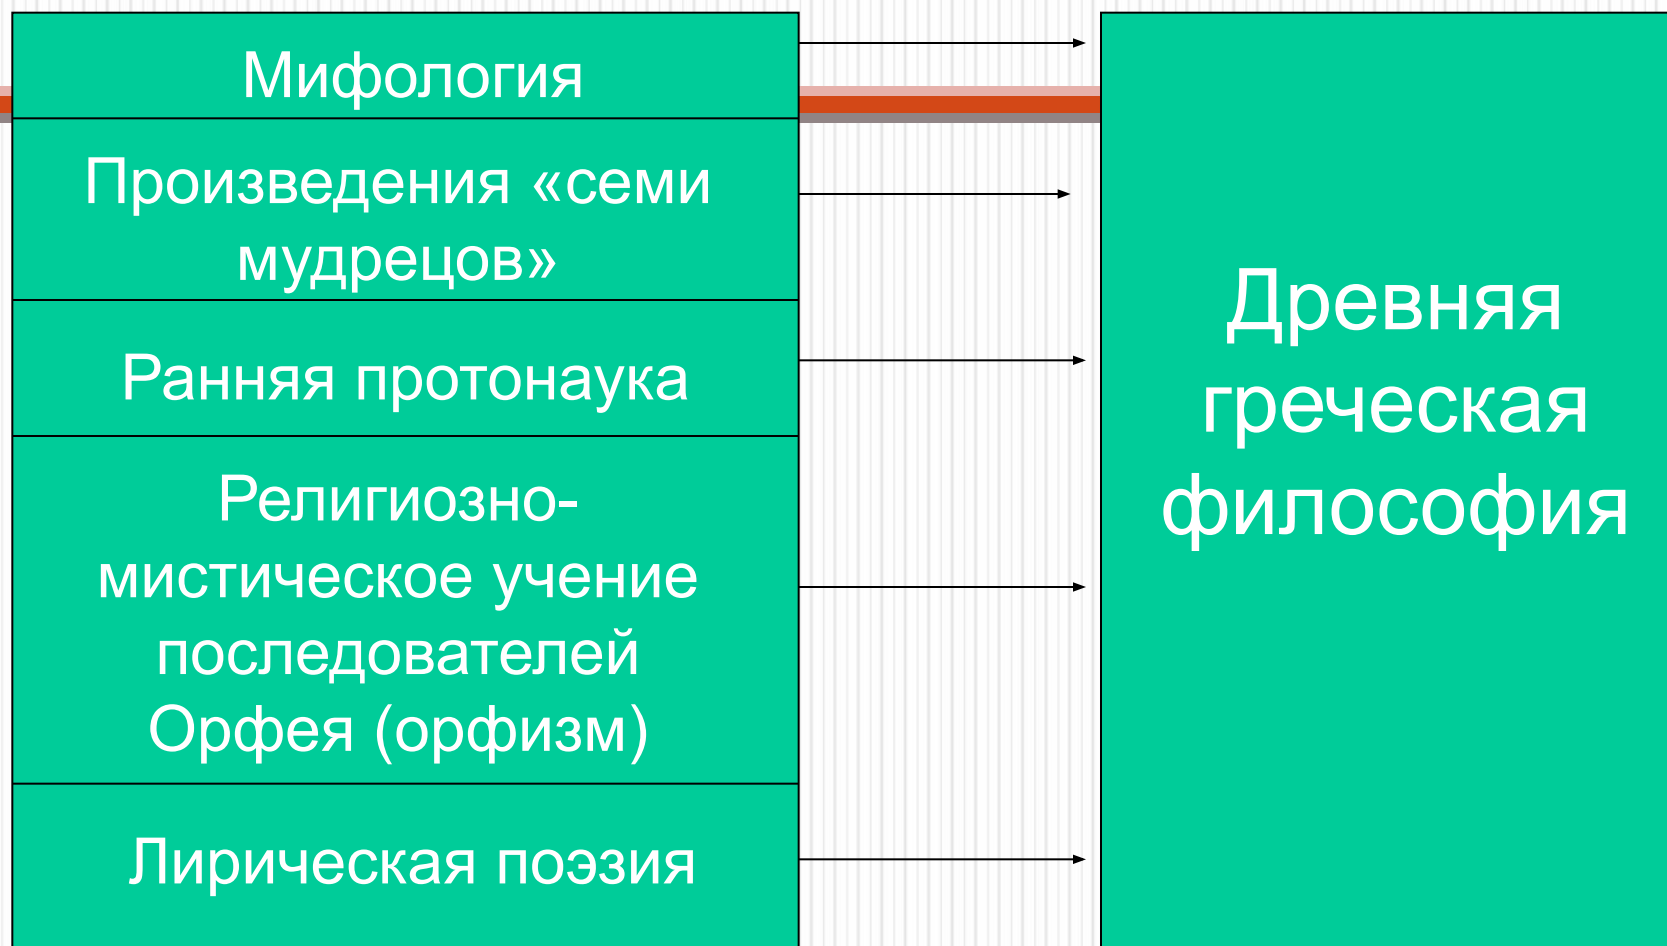 Мифология
Произведения «семи
мудрецов»
Ранняя протонаука
Религиозно-
мистическое учение
последователей
Орфея (орфизм)
Лирическая поэзия
Древняя
греческая
философия